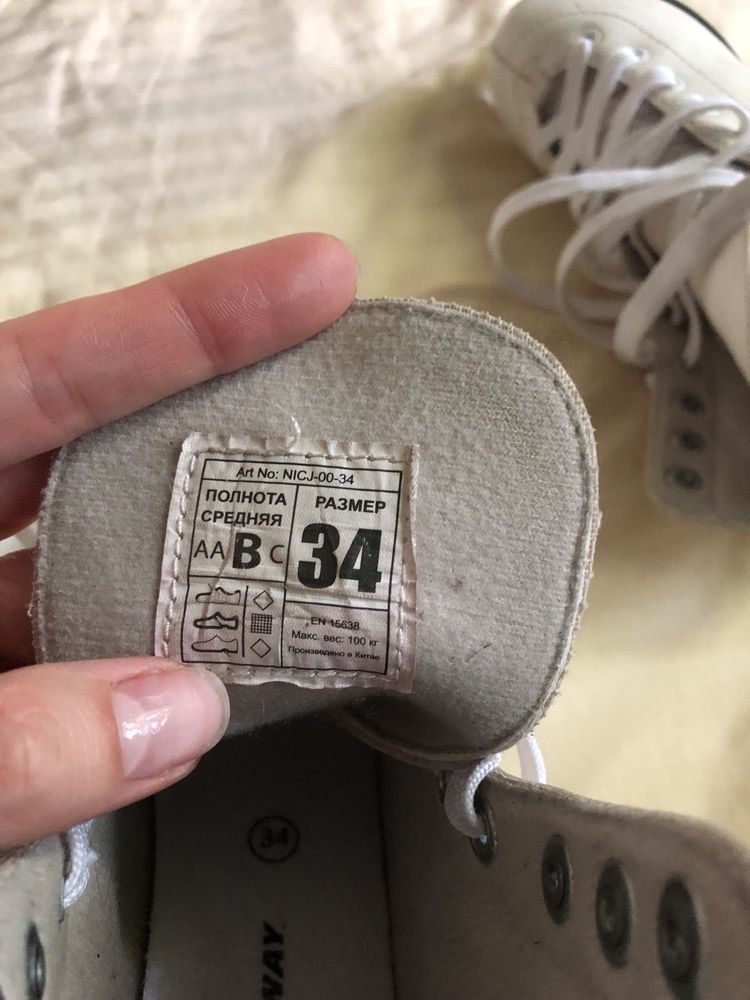 Art No: NICJ-00-34
ПОЛНОТА
СРЕДНЯЯ
AA B C
РАЗМЕР
34
EN 15638
Макс. вес: 100 кг
Произведено в Китае
34
WAY